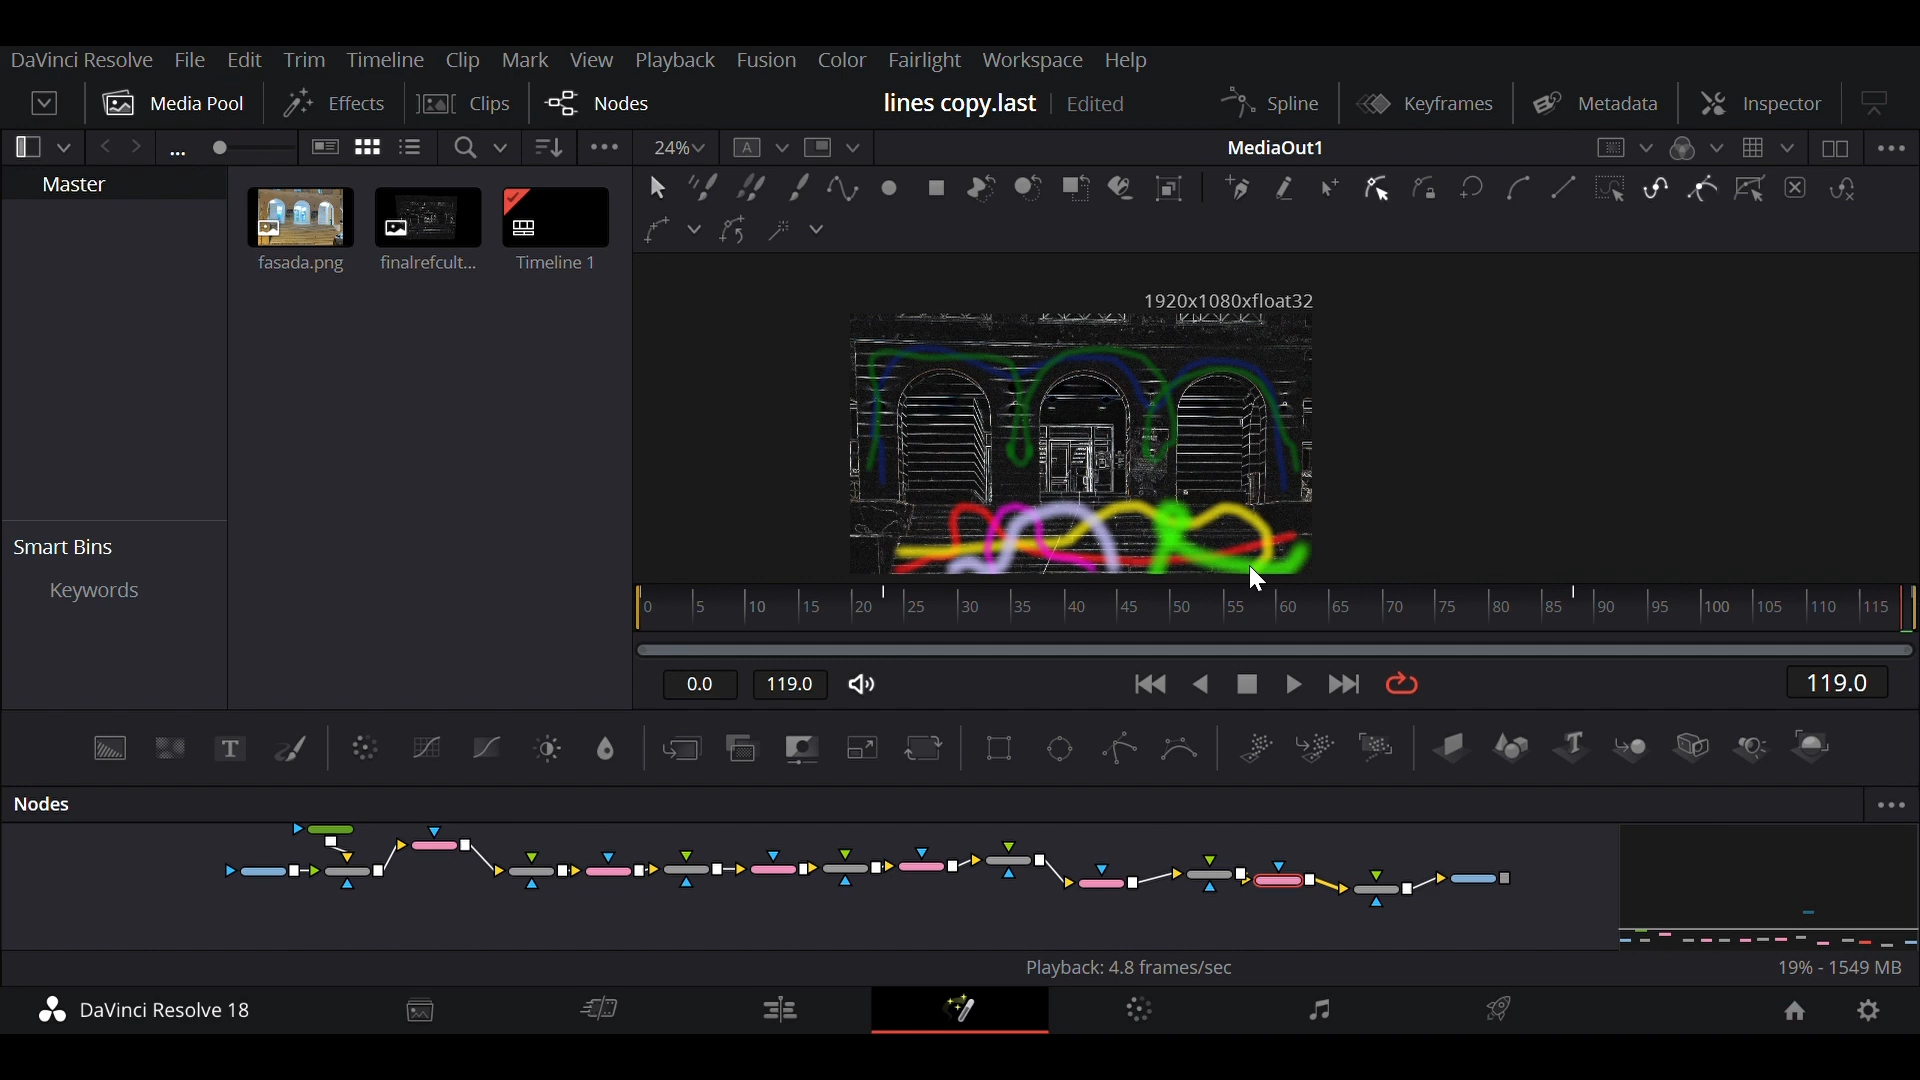 DaVinci Resolve File Edit Trim Timeline Clip Mark View Playback Fusion Color Fairlight Workspace Help
Media Pool Effects Clips Nodes lines copy.last Edited Spline Keyframes Metadata Inspector
... 24% A MediaOut1
Master
fasada.png finalrefcult... Timeline 1
1920x1080xfloat32
Smart Bins
Keywords
0 5 10 15 20 25 30 35 40 45 50 55 60 65 70 75 80 85 90 95 100 105 110 115
0.0 119.0 119.0
T T
Nodes
Playback: 4.8 frames/sec 19% - 1549 MB
DaVinci Resolve 18